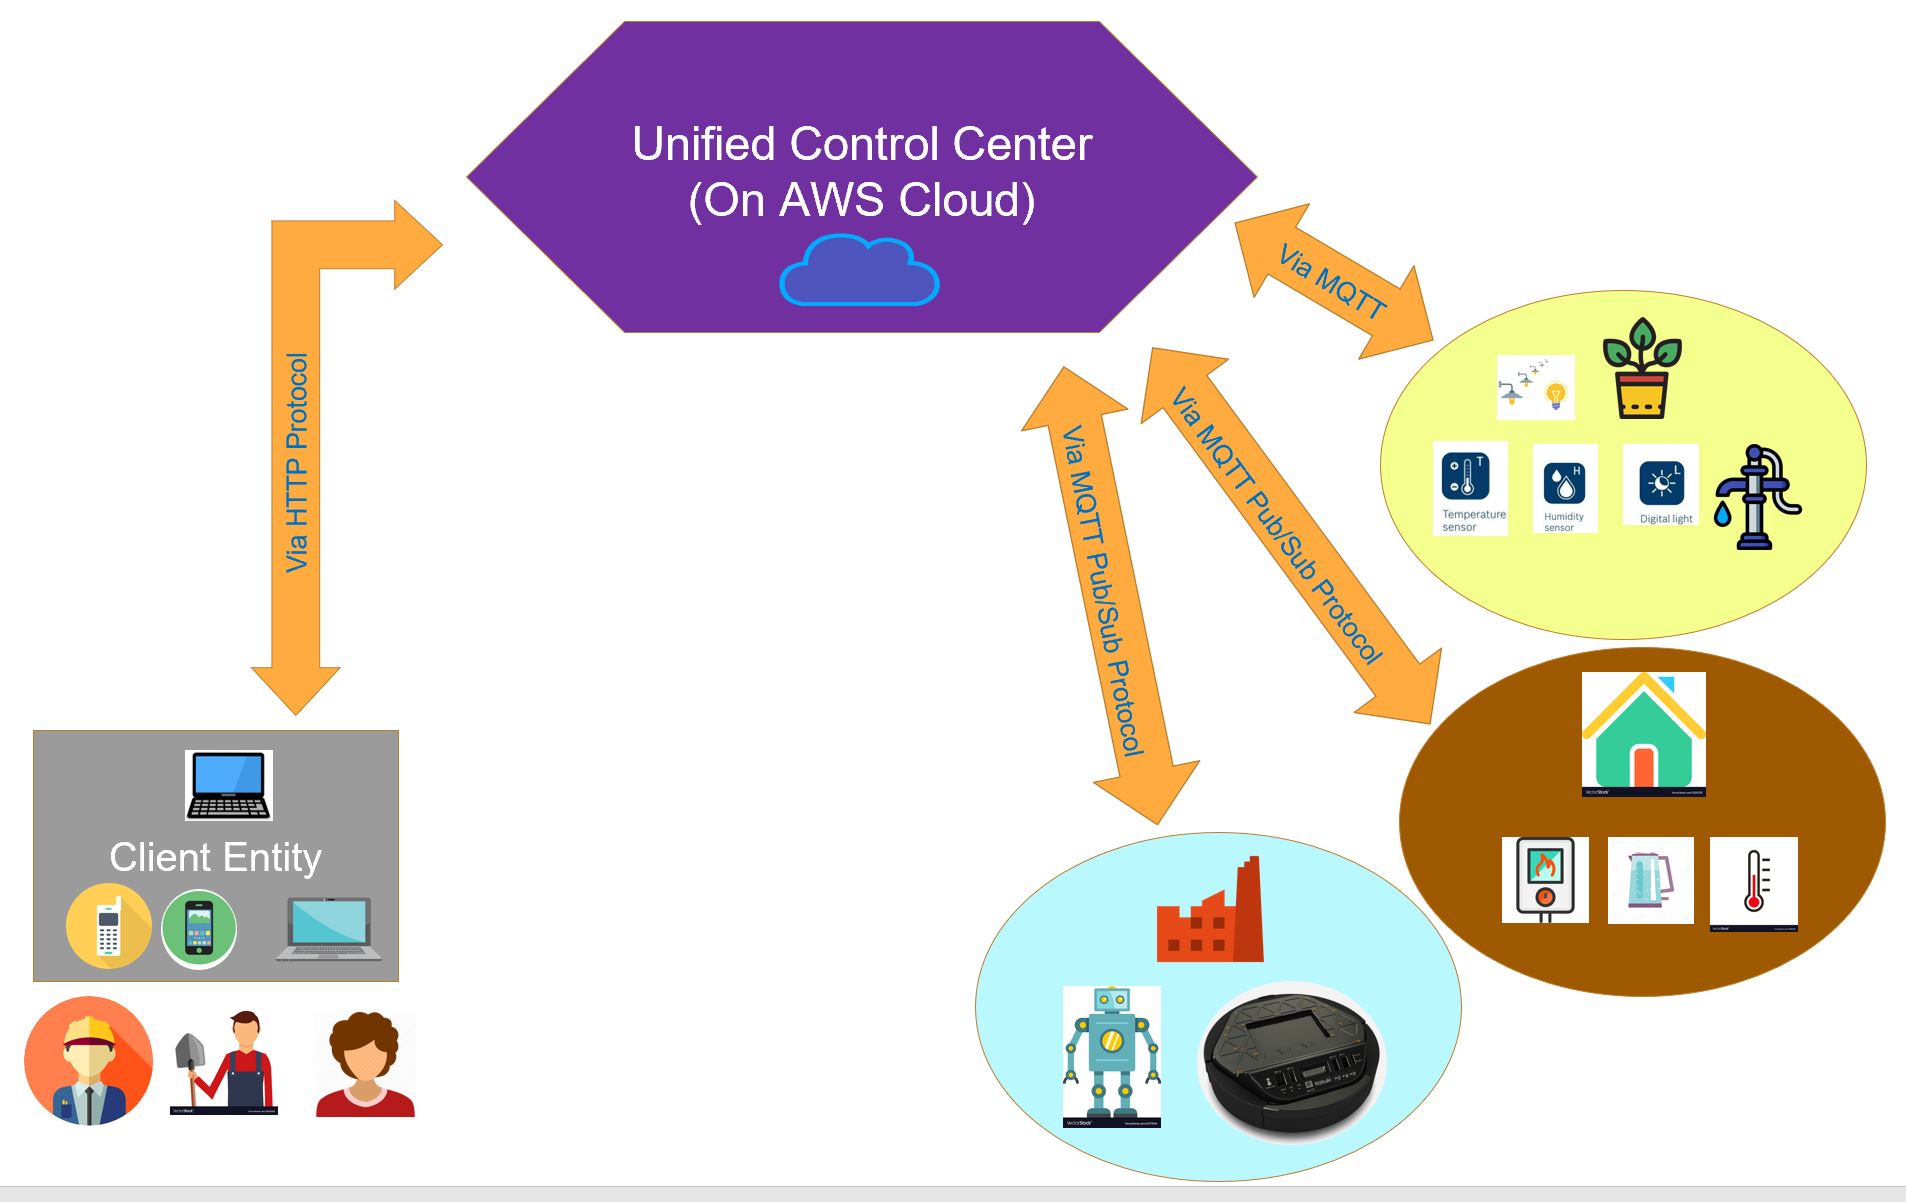 Unified Control Center
(On AWS Cloud)
Via HTTP Protocol
Via MQTT
Via MQTT Pub/Sub Protocol
Via MQTT Pub/Sub Protocol
T
Temperature
sensor
H
Humidity
sensor
L
Digital light
Client Entity
VectorStock
VectorStock
VectorStock
kobuki